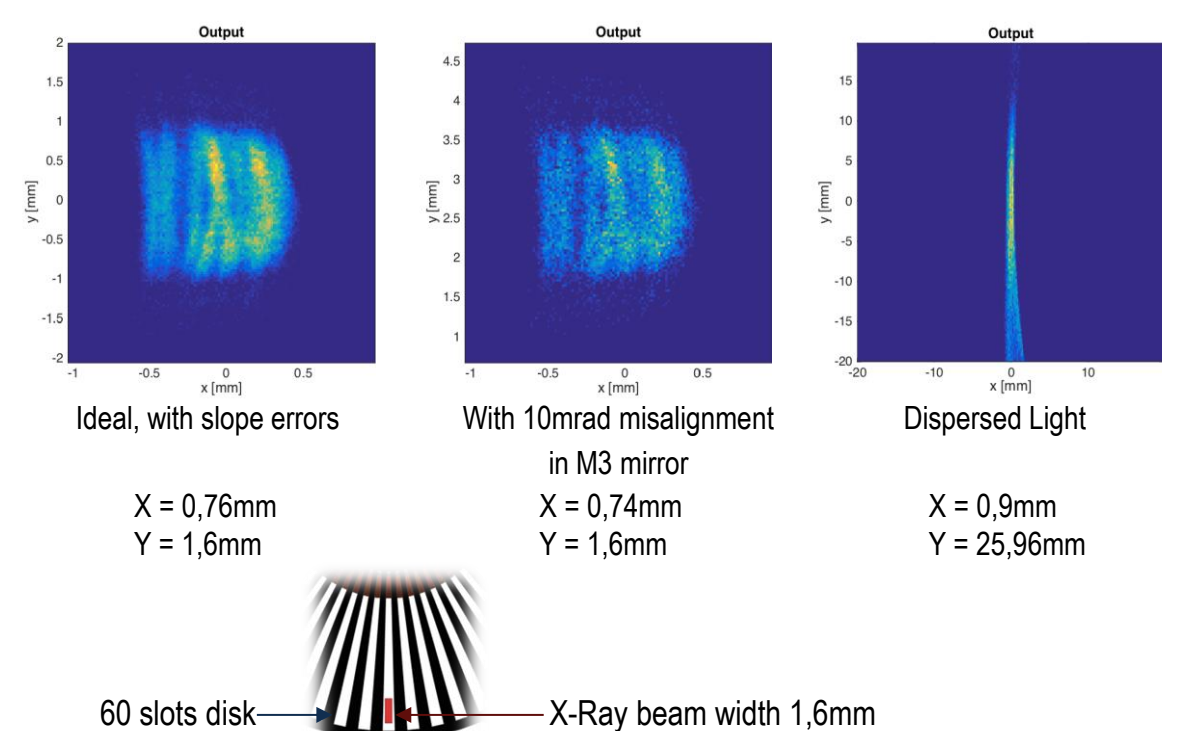 Output
2
1.5
1
0.5
0
-0.5
-1
-1.5
-2
y [mm]
-1 -0.5 0 0.5
x [mm]
Output
4.5
4
3.5
3
2.5
2
1.5
1
y [mm]
-1 -0.5 0 0.5
x [mm]
Output
15
10
5
0
-5
-10
-15
-20
y [mm]
-20 -10 0 10
x [mm]
Ideal, with slope errors
X = 0,76mm
Y = 1,6mm
With 10mrad misalignment
in M3 mirror
X = 0,74mm
Y = 1,6mm
Dispersed Light
X = 0,9mm
Y = 25,96mm
60 slots disk
X-Ray beam width 1,6mm